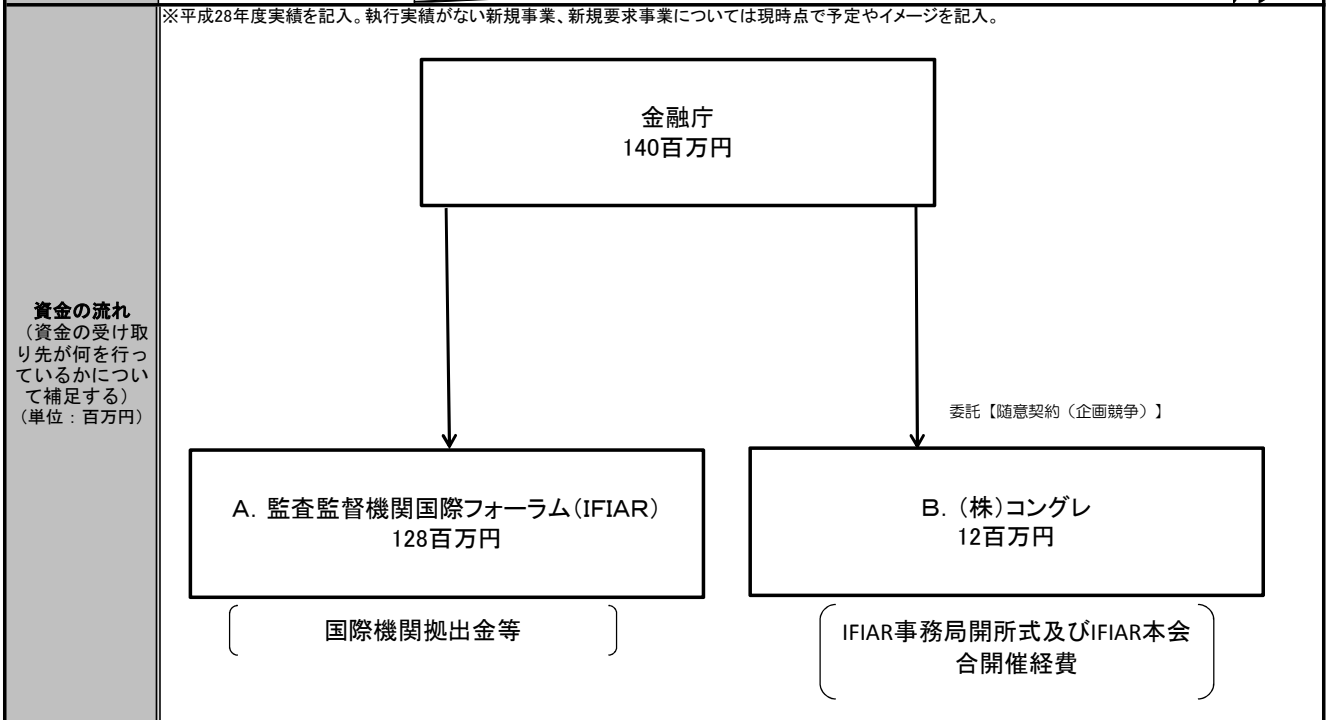 ※平成28年度実績を記入。執行実績がない新規事業、新規要求事業については現時点で予定やイメージを記入。
金融庁
140百万円
資金の流れ
（資金の受け取
り先が何を行っ
ているかについ
て補足する）
（単位：百万円）
委託【随意契約（企画競争）】
A．監査監督機関国際フォーラム（IFIAR）
128百万円
B．（株）コングレ
12百万円
国際機関拠出金等
IFIAR事務局開所式及びIFIAR本会
合開催経費